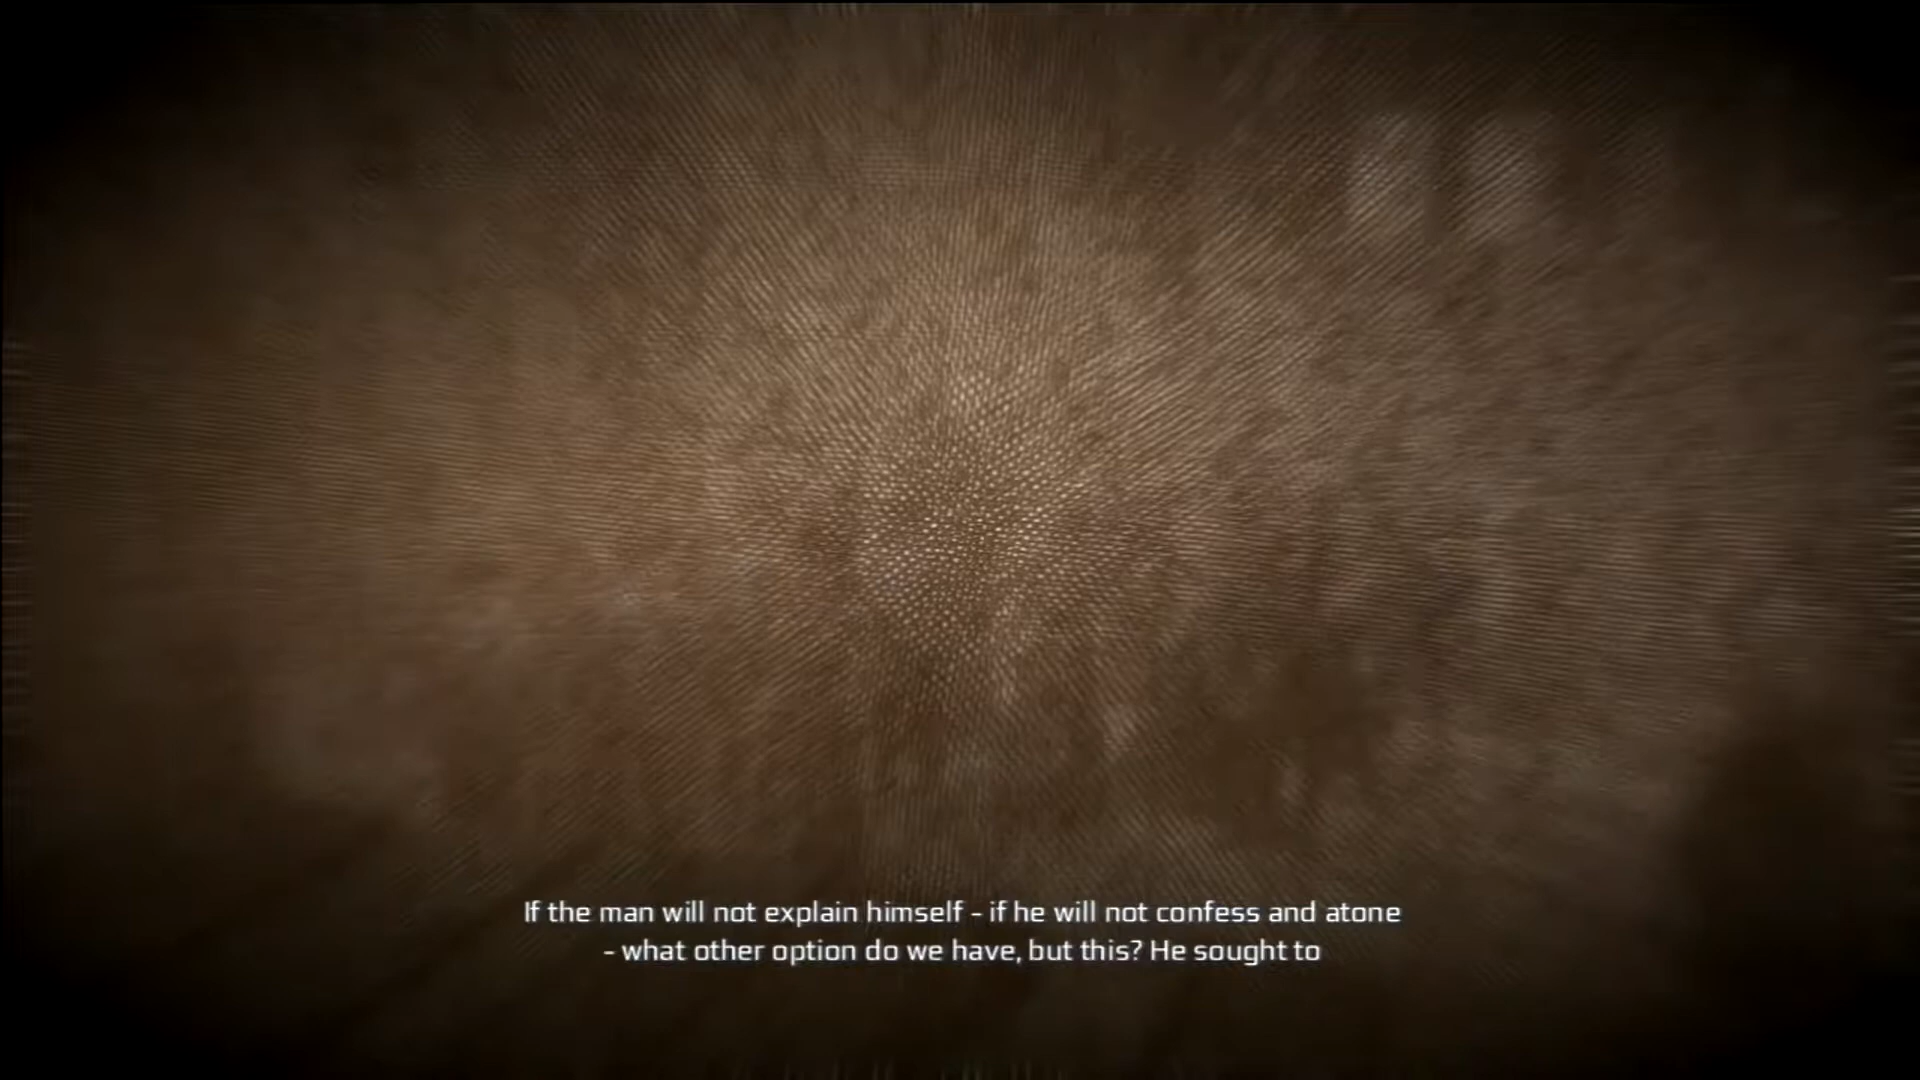 If the man will not explain himself - if he will not confess and atone
- what other option do we have, but this? He sought to